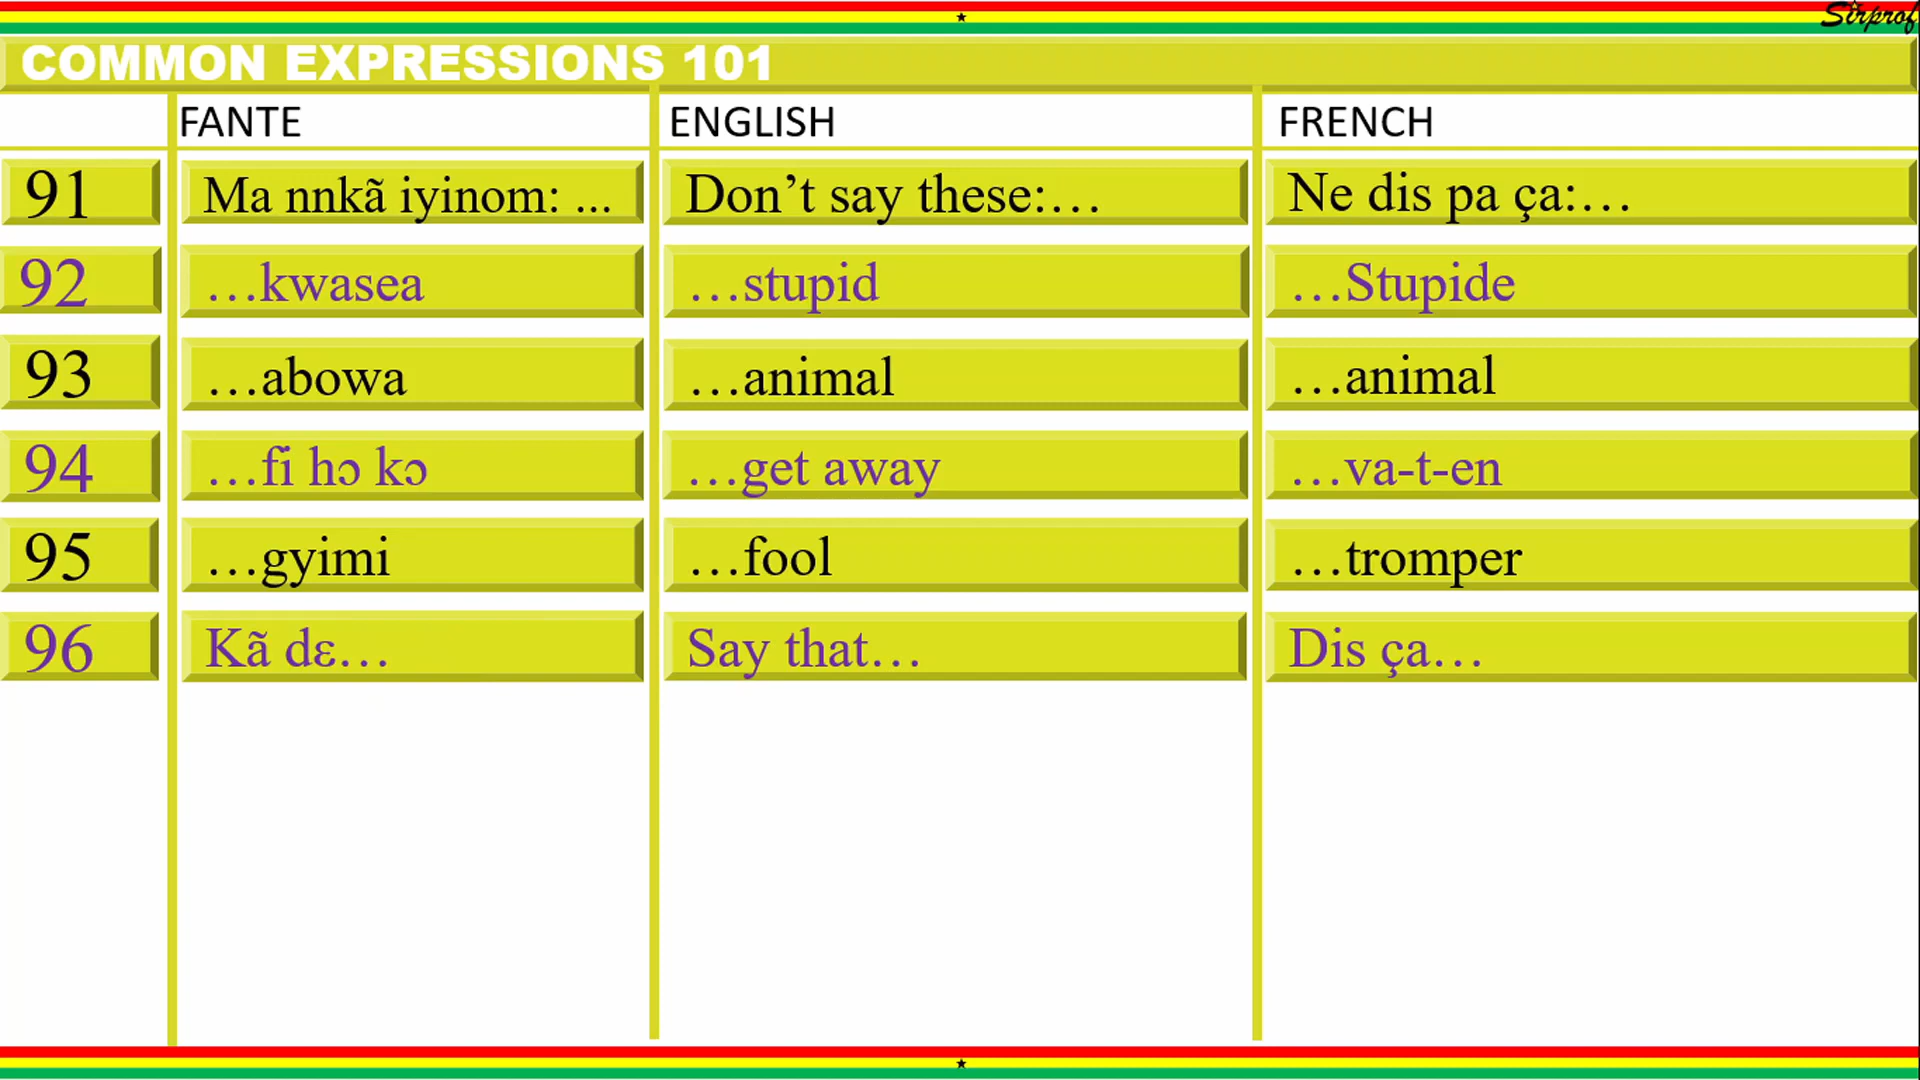 Sirprof
COMMON EXPRESSIONS 101
FANTE ENGLISH FRENCH
91 Ma nnkã iyinom: ... Don’t say these:… Ne dis pa ça:…
92 …kwasea …stupid …Stupide
93 …abowa …animal …animal
94 …fi hɔ kɔ …get away …va-t-en
95 …gyimi …fool …tromper
96 Kã dɛ… Say that… Dis ça…